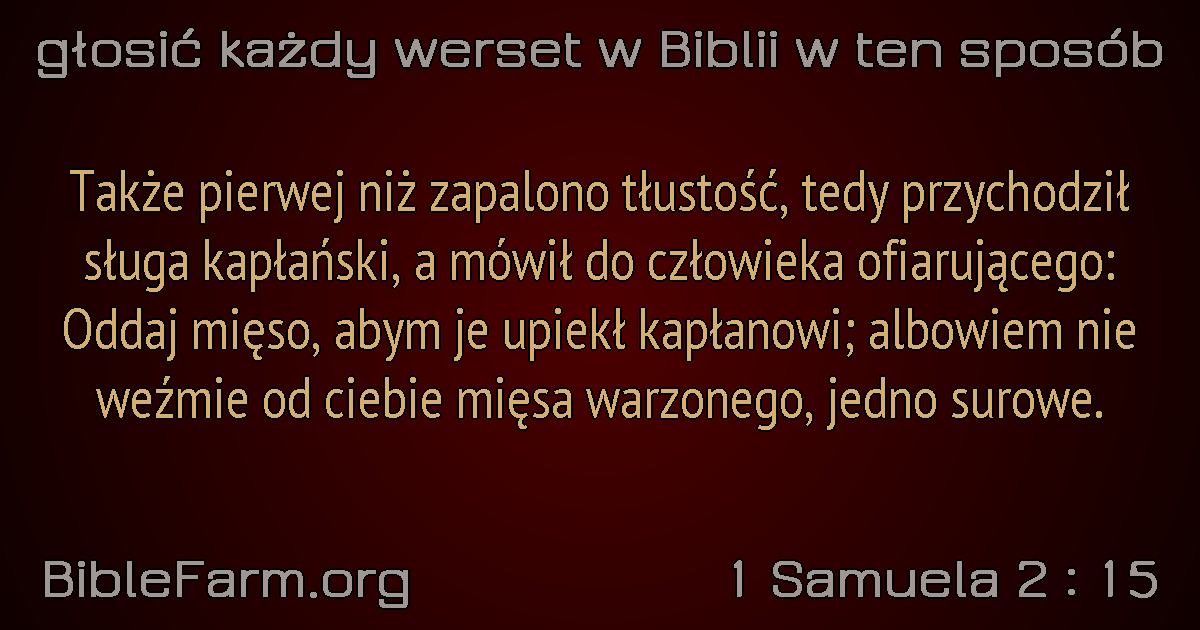 głosić każdy werset w Biblii w ten sposób
Także pierwej niż zapalono tłustość, tedy przychodził
sługa kapłański, a mówił do człowieka ofiarującego:
Oddaj mięso, abym je upiekł kapłanowi; albowiem nie
weźmie od ciebie mięsa warzonego, jedno surowe.
BibleFarm.org
1 Samuela 2 : 15